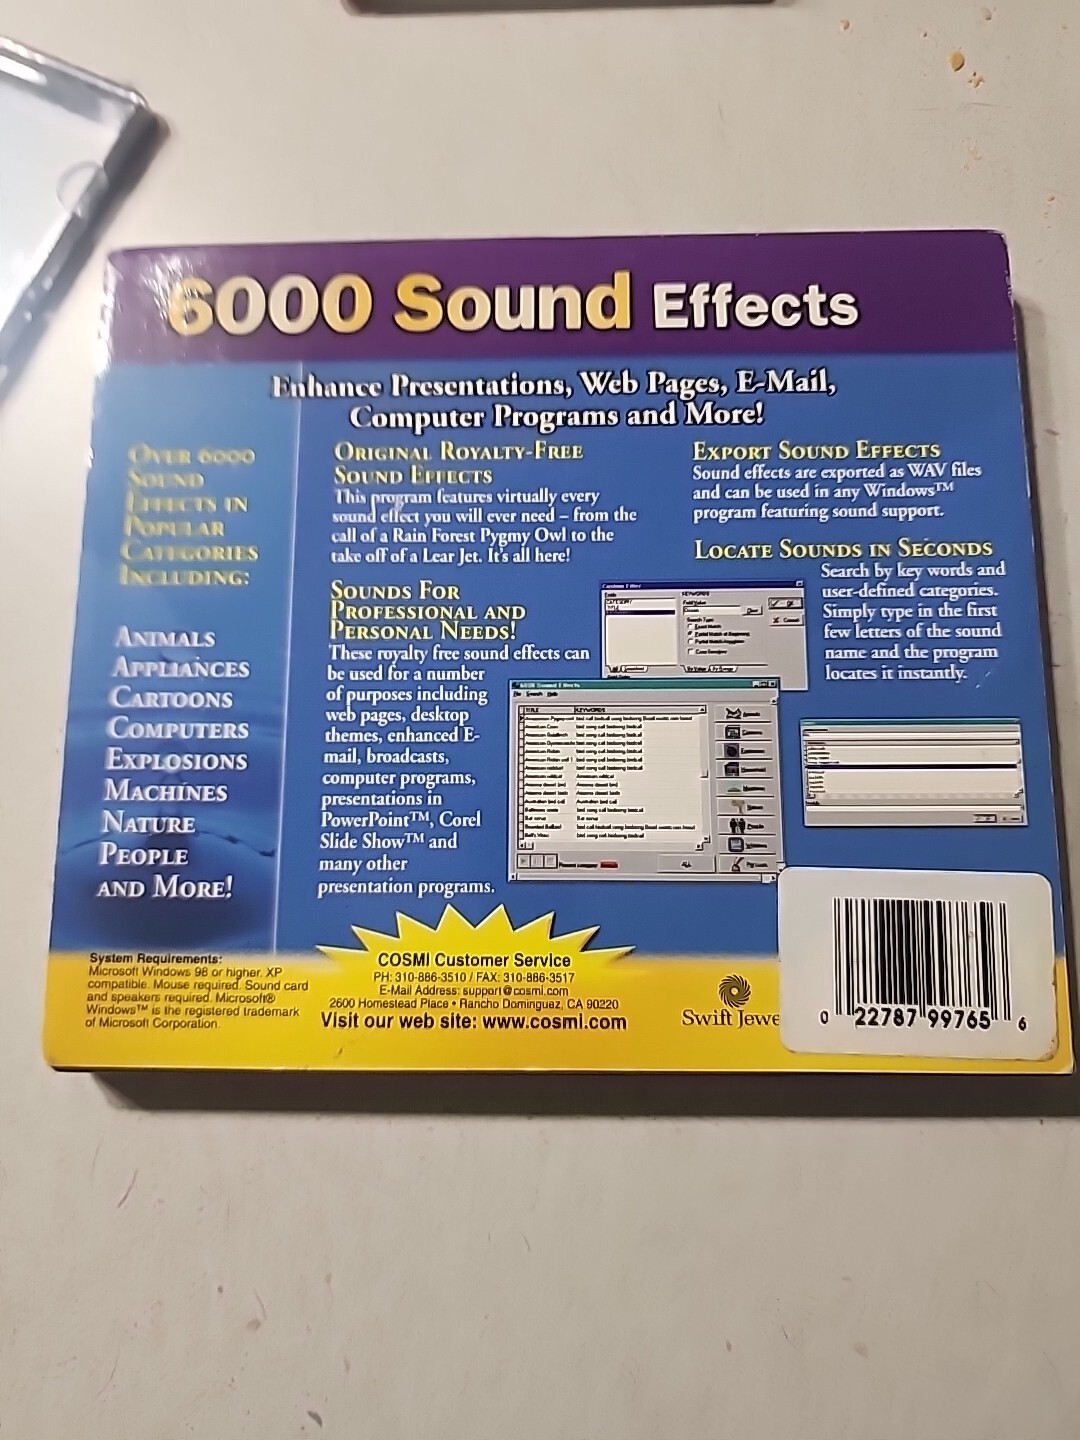 6000 Sound Effects
Enhance Presentations, Web Pages, E-Mail,
Computer Programs and More!
OVER 6000
SOUND
EFFECTS IN
POPULAR
CATEGORIES
INCLUDING:
ANIMALS
APPLIANCES
CARTOONS
COMPUTERS
EXPLOSIONS
MACHINES
NATURE
PEOPLE
AND MORE!
ORIGINAL ROYALTY-FREE
SOUND EFFECTS
This program features virtually every
sound effect you will ever need – from the
call of a Rain Forest Pygmy Owl to the
take off of a Lear Jet. It's all here!
SOUNDS FOR
PROFESSIONAL AND
PERSONAL NEEDS!
These royalty free sound effects can
be used for a number
of purposes including
web pages, desktop
themes, enhanced E-
mail, broadcasts,
computer programs,
presentations in
PowerPoint™, Corel
Slide Show™ and
many other
presentation programs.
EXPORT SOUND EFFECTS
Sound effects are exported as WAV files
and can be used in any Windows™
program featuring sound support.
LOCATE SOUNDS IN SECONDS
Search by key words and
user-defined categories.
Simply type in the first
few letters of the sound
name and the program
locates it instantly.
System Requirements:
Microsoft Windows 98 or higher. XP
compatible. Mouse required. Sound card
and speakers required. Microsoft®
Windows™ is the registered trademark
of Microsoft Corporation.
COSMI Customer Service
PH: 310-886-3510 / FAX: 310-886-3517
E-Mail Address: support@cosmi.com
2600 Homestead Place • Rancho Dominguez, CA 90220
Visit our web site: www.cosmi.com
Swift Jewe
0 22787 99765 6